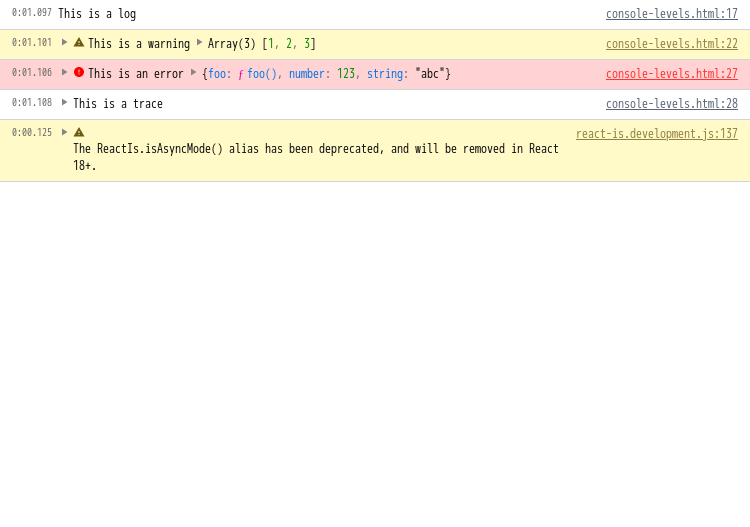 0:01.097 This is a log console-levels.html:17
0:01.101 This is a warning Array(3) [1, 2, 3] console-levels.html:22
0:01.106 This is an error {foo: ƒ foo(), number: 123, string: "abc"} console-levels.html:27
0:01.108 This is a trace console-levels.html:28
0:00.125 react-is.development.js:137
The ReactIs.isAsyncMode() alias has been deprecated, and will be removed in React
18+.